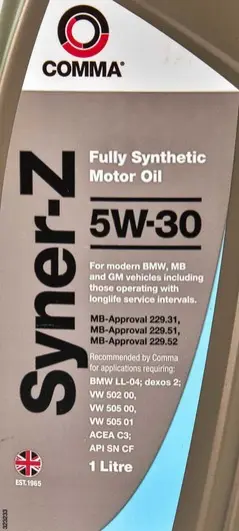 COMMA®
Syner-Z
Fully Synthetic
Motor Oil
5W-30
For modern BMW, MB
and GM vehicles including
those operating with
longlife service intervals.
MB-Approval 229.31,
MB-Approval 229.51,
MB-Approval 229.52
Recommended by Comma
for applications requiring:
BMW LL-04; dexos 2;
VW 502 00,
VW 505 00,
VW 505 01
ACEA C3;
API SN CF
1 Litre
EST.1965
323233